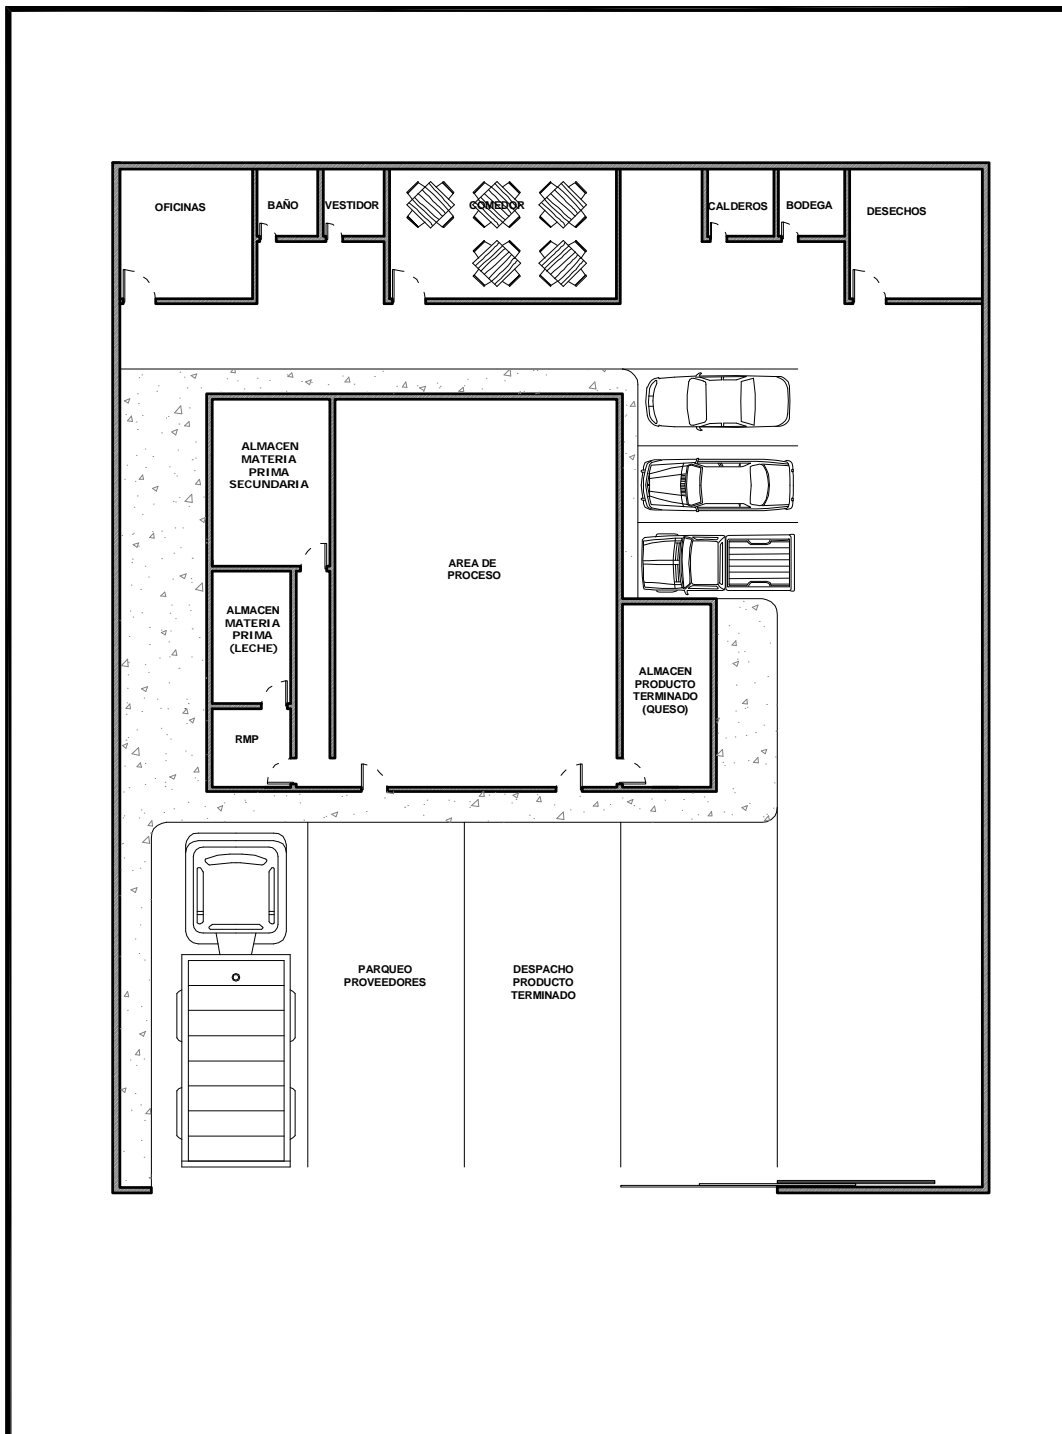 OFICINAS
BAÑO
VESTIDOR
COMEDOR
CALDEROS
BODEGA
DESECHOS
ALMACEN
MATERIA
PRIMA
SECUNDARIA
AREA DE
PROCESO
ALMACEN
MATERIA
PRIMA
(LECHE)
ALMACEN
PRODUCTO
TERMINADO
(QUESO)
RMP
PARQUEO
PROVEEDORES
DESPACHO
PRODUCTO
TERMINADO